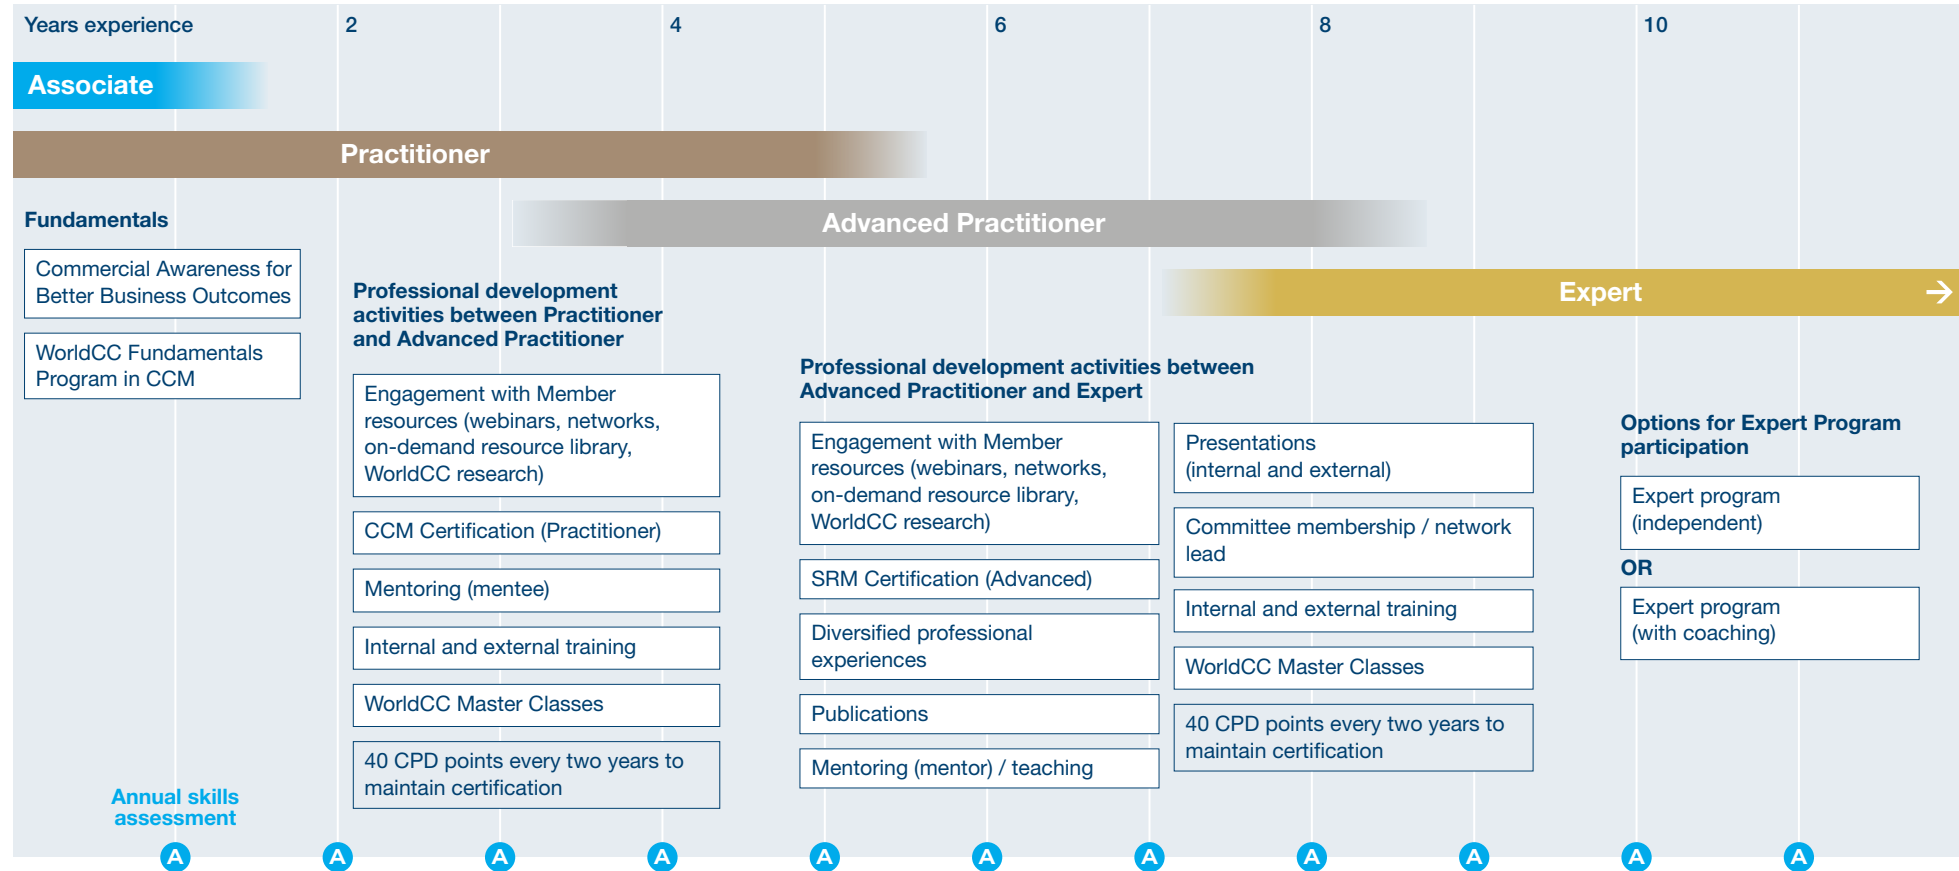 Years experience
2
4
6
8
10
Associate
Practitioner
Advanced Practitioner
Expert
Fundamentals
Commercial Awareness for
Better Business Outcomes
WorldCC Fundamentals
Program in CCM
Professional development
activities between Practitioner
and Advanced Practitioner
Engagement with Member
resources (webinars, networks,
on-demand resource library,
WorldCC research)
CCM Certification (Practitioner)
Mentoring (mentee)
Internal and external training
WorldCC Master Classes
40 CPD points every two years to
maintain certification
Professional development activities between
Advanced Practitioner and Expert
Engagement with Member
resources (webinars, networks,
on-demand resource library,
WorldCC research)
SRM Certification (Advanced)
Diversified professional
experiences
Publications
Mentoring (mentor) / teaching
Presentations
(internal and external)
Committee membership / network
lead
Internal and external training
WorldCC Master Classes
40 CPD points every two years to
maintain certification
Options for Expert Program
participation
Expert program
(independent)
OR
Expert program
(with coaching)
Annual skills
assessment
A
A
A
A
A
A
A
A
A
A
A